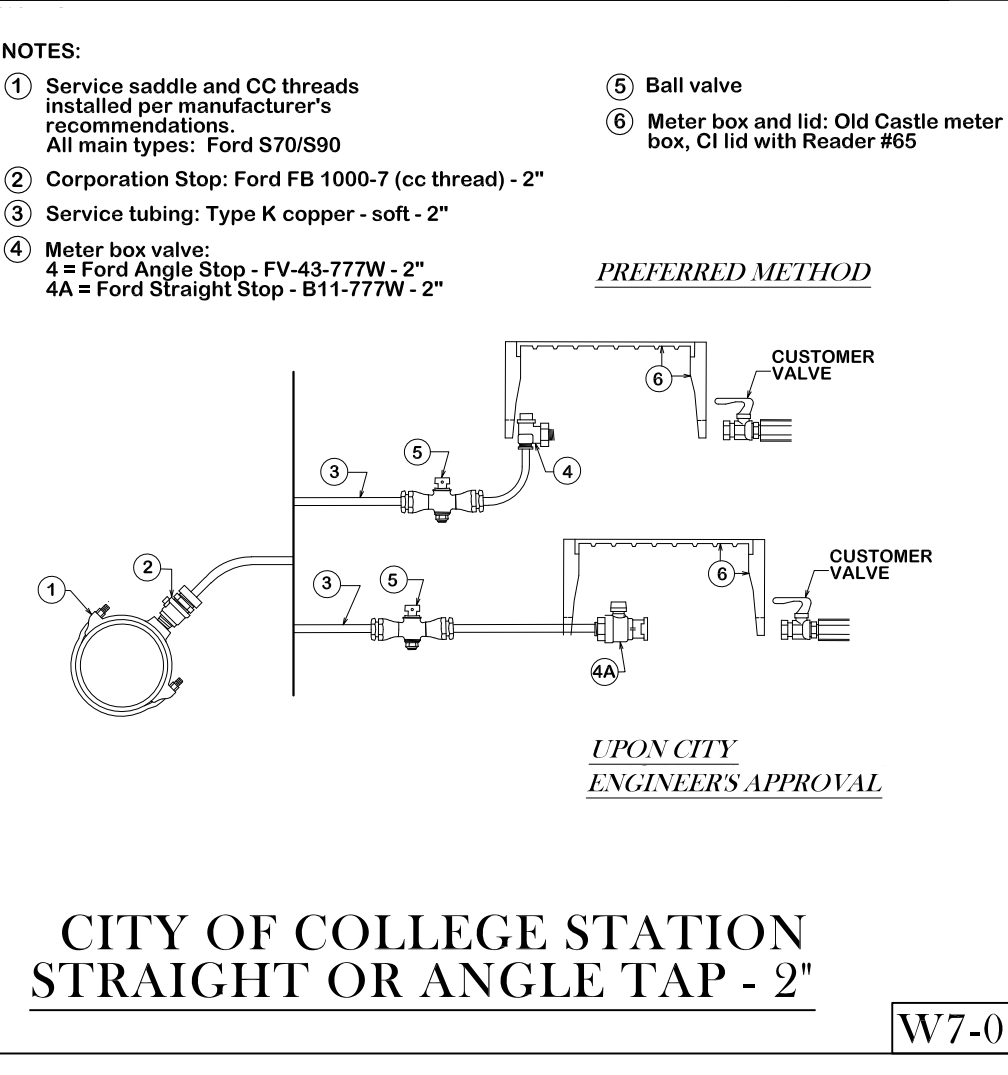 NOTES:
1 Service saddle and CC threads
installed per manufacturer's
recommendations.
All main types: Ford S70/S90
2 Corporation Stop: Ford FB 1000-7 (cc thread) - 2"
3 Service tubing: Type K copper - soft - 2"
4 Meter box valve:
4 = Ford Angle Stop - FV-43-777W - 2"
4A = Ford Straight Stop - B11-777W - 2"
5 Ball valve
6 Meter box and lid: Old Castle meter
box, CI lid with Reader #65
PREFERRED METHOD
CUSTOMER
VALVE
6
5
3
4
CUSTOMER
VALVE
2
1
3
5
6
4A
UPON CITY
ENGINEER'S APPROVAL
CITY OF COLLEGE STATION
STRAIGHT OR ANGLE TAP - 2"
W7-0